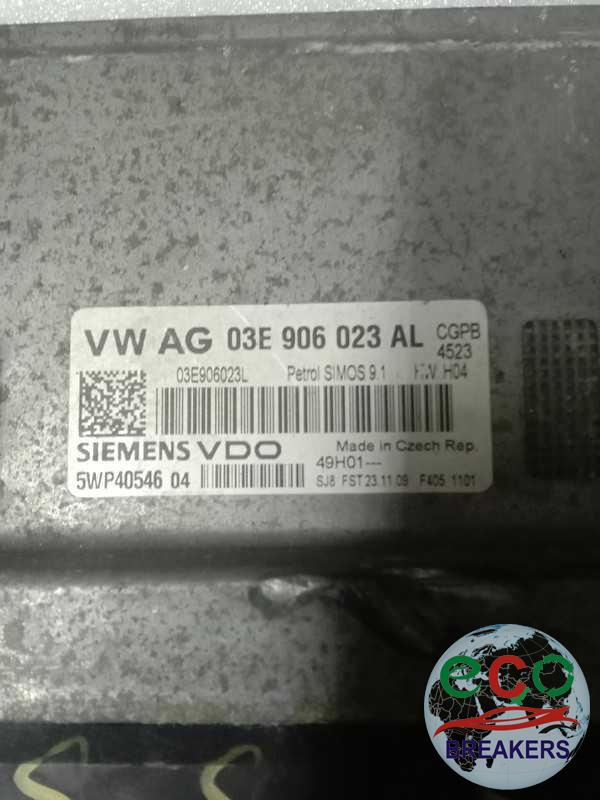 VW AG 03E 906 023 AL CGPB
4523
03E906023L Petrol SIMOS 9.1 H04
SIEMENS VDO Made in Czech Rep.
49H01---
5WP40546 04 SJ8 FST 23.11.09 F405 1101
eco
BREAKERS